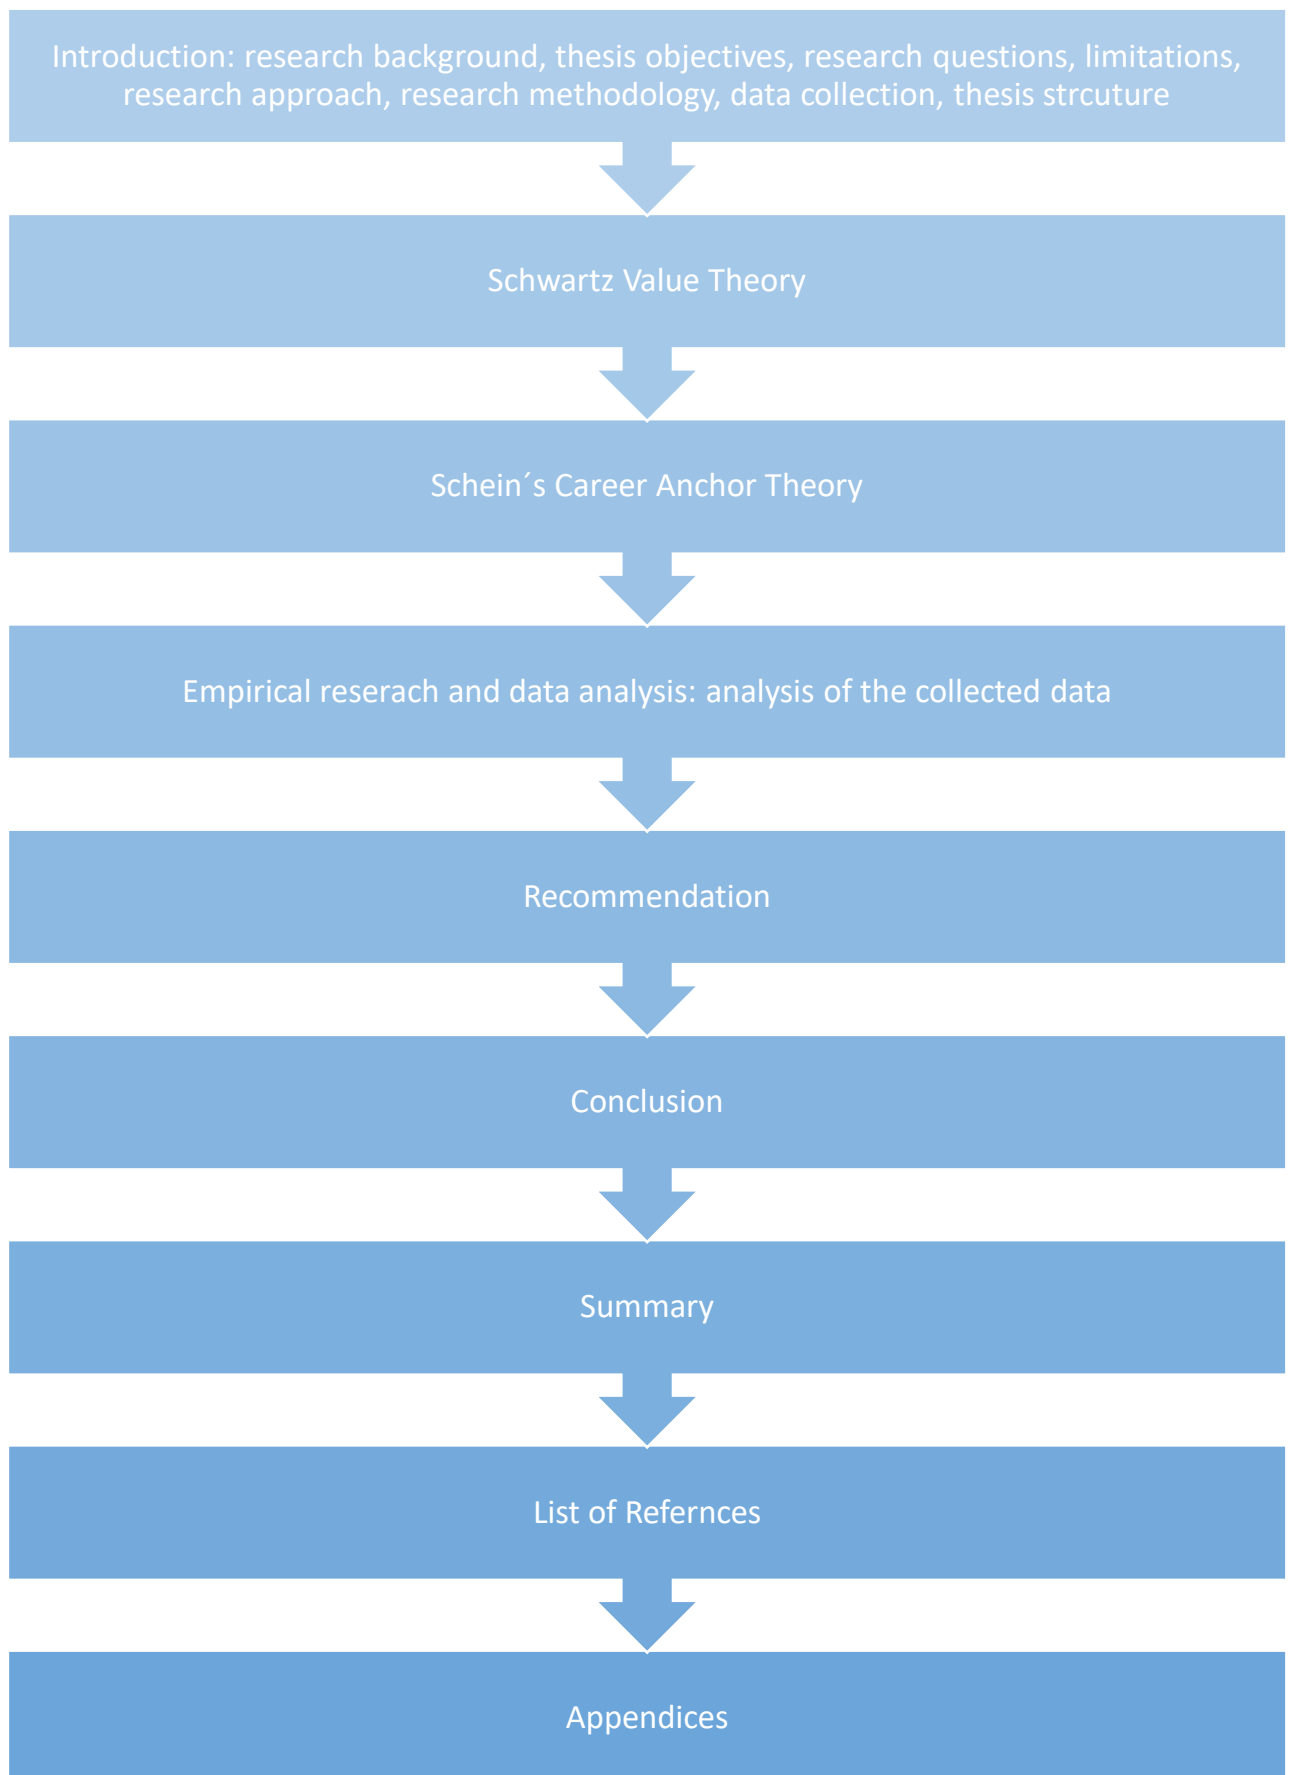 Introduction: research background, thesis objectives, research questions, limitations,
research approach, research methodology, data collection, thesis strcuture
Schwartz Value Theory
Schein´s Career Anchor Theory
Empirical reserach and data analysis: analysis of the collected data
Recommendation
Conclusion
Summary
List of Refernces
Appendices